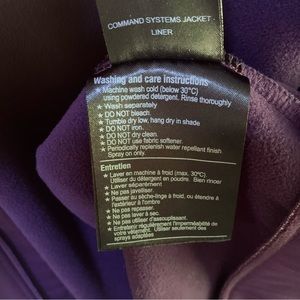 COMMAND SYSTEMS JACKET -
LINER
Washing and care instructions
• Machine wash cold (below 30°C)
using powdered detergent. Rinse thoroughly
• Wash separately
• DO NOT bleach.
• Tumble dry low, hang dry in shade
• DO NOT iron.
• DO NOT dry clean.
• DO NOT use fabric softener.
• Periodically replenish water repellent finish.
Spray on only.
Entretien
• Laver en machine à froid (max. 30°C).
Utiliser du détergent en poudre. Bien rincer
• Laver séparément
• Ne pas javelliser.
• Passer au sèche-linge à froid, ou étendre à
l'extérieur à l'ombre
• Ne pas repasser.
• Ne pas laver à sec.
• Ne pas utiliser d'assouplissant.
• Entretenir régulièrement l'imperméabilité de
votre vêtement. Utiliser seulement des
sprays adaptées